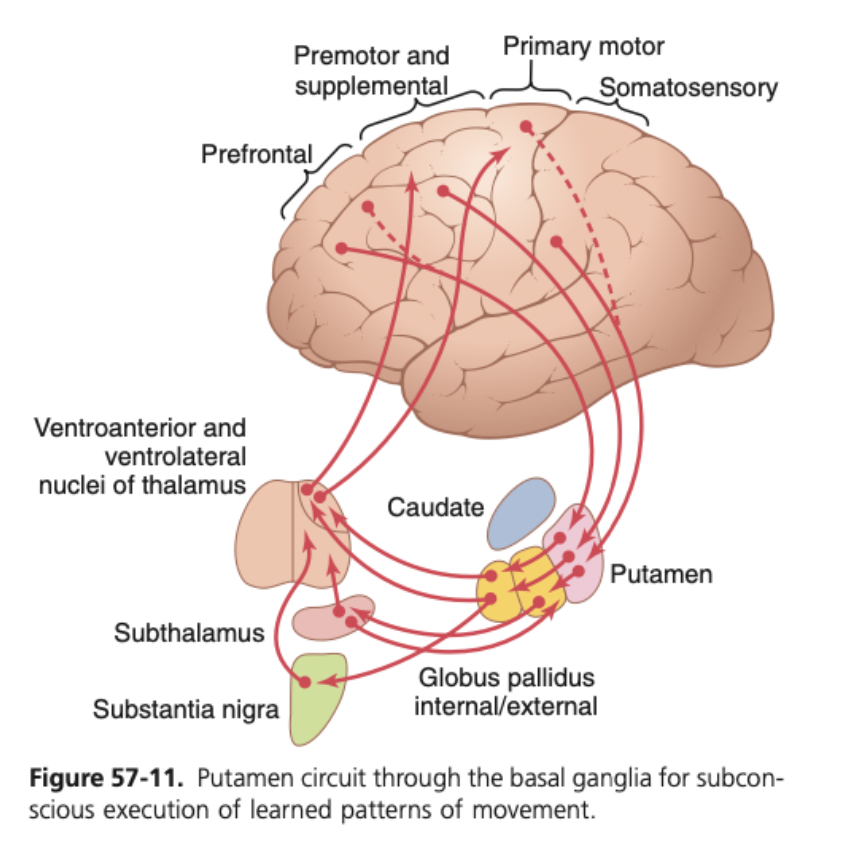 Premotor and
supplemental
Primary motor
Somatosensory
Prefrontal
Ventroanterior and
ventrolateral
nuclei of thalamus
Caudate
Putamen
Subthalamus
Globus pallidus
internal/external
Substantia nigra
Figure 57-11. Putamen circuit through the basal ganglia for subcon-
scious execution of learned patterns of movement.